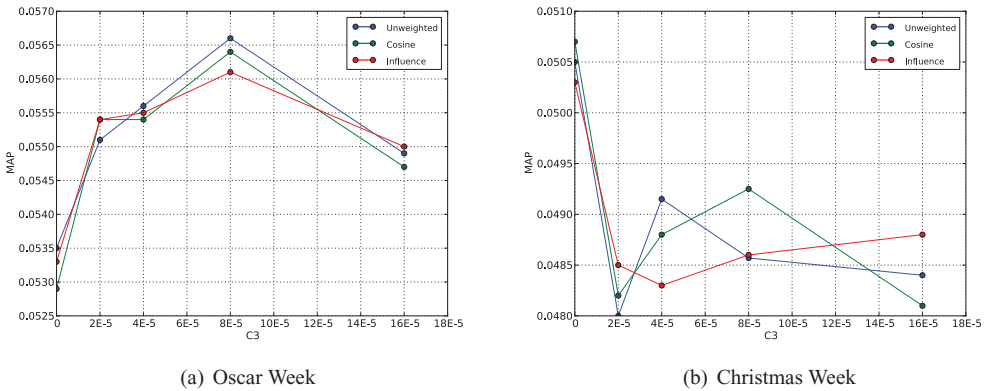 0.0570
0.0565
0.0560
0.0555
0.0550
0.0545
0.0540
0.0535
0.0530
0.0525
MAP
0 2E-5 4E-5 6E-5 8E-5 10E-5 12E-5 14E-5 16E-5 18E-5
C3
Unweighted
Cosine
Influence
(a) Oscar Week
0.0510
0.0505
0.0500
0.0495
0.0490
0.0485
0.0480
MAP
0 2E-5 4E-5 6E-5 8E-5 10E-5 12E-5 14E-5 16E-5 18E-5
C3
Unweighted
Cosine
Influence
(b) Christmas Week